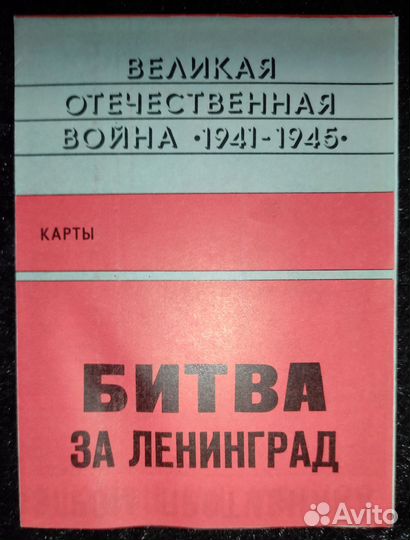 ВЕЛИКАЯ
ОТЕЧЕСТВЕННАЯ
ВОЙНА •1941-1945•
КАРТЫ
БИТВА
ЗА ЛЕНИНГРАД
Avito